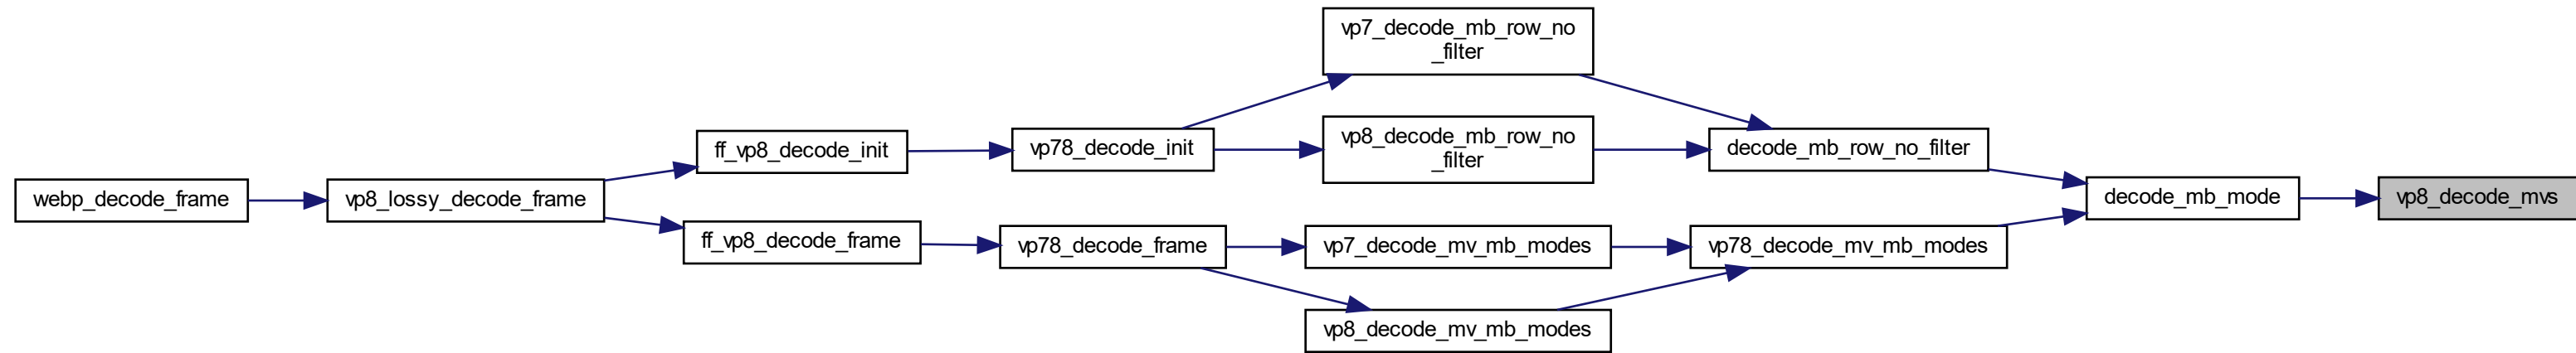 webp_decode_frame
vp8_lossy_decode_frame
ff_vp8_decode_init
ff_vp8_decode_frame
vp78_decode_init
vp78_decode_frame
vp7_decode_mb_row_no
_filter
vp8_decode_mb_row_no
_filter
vp7_decode_mv_mb_modes
vp8_decode_mv_mb_modes
decode_mb_row_no_filter
vp78_decode_mv_mb_modes
decode_mb_mode
vp8_decode_mvs